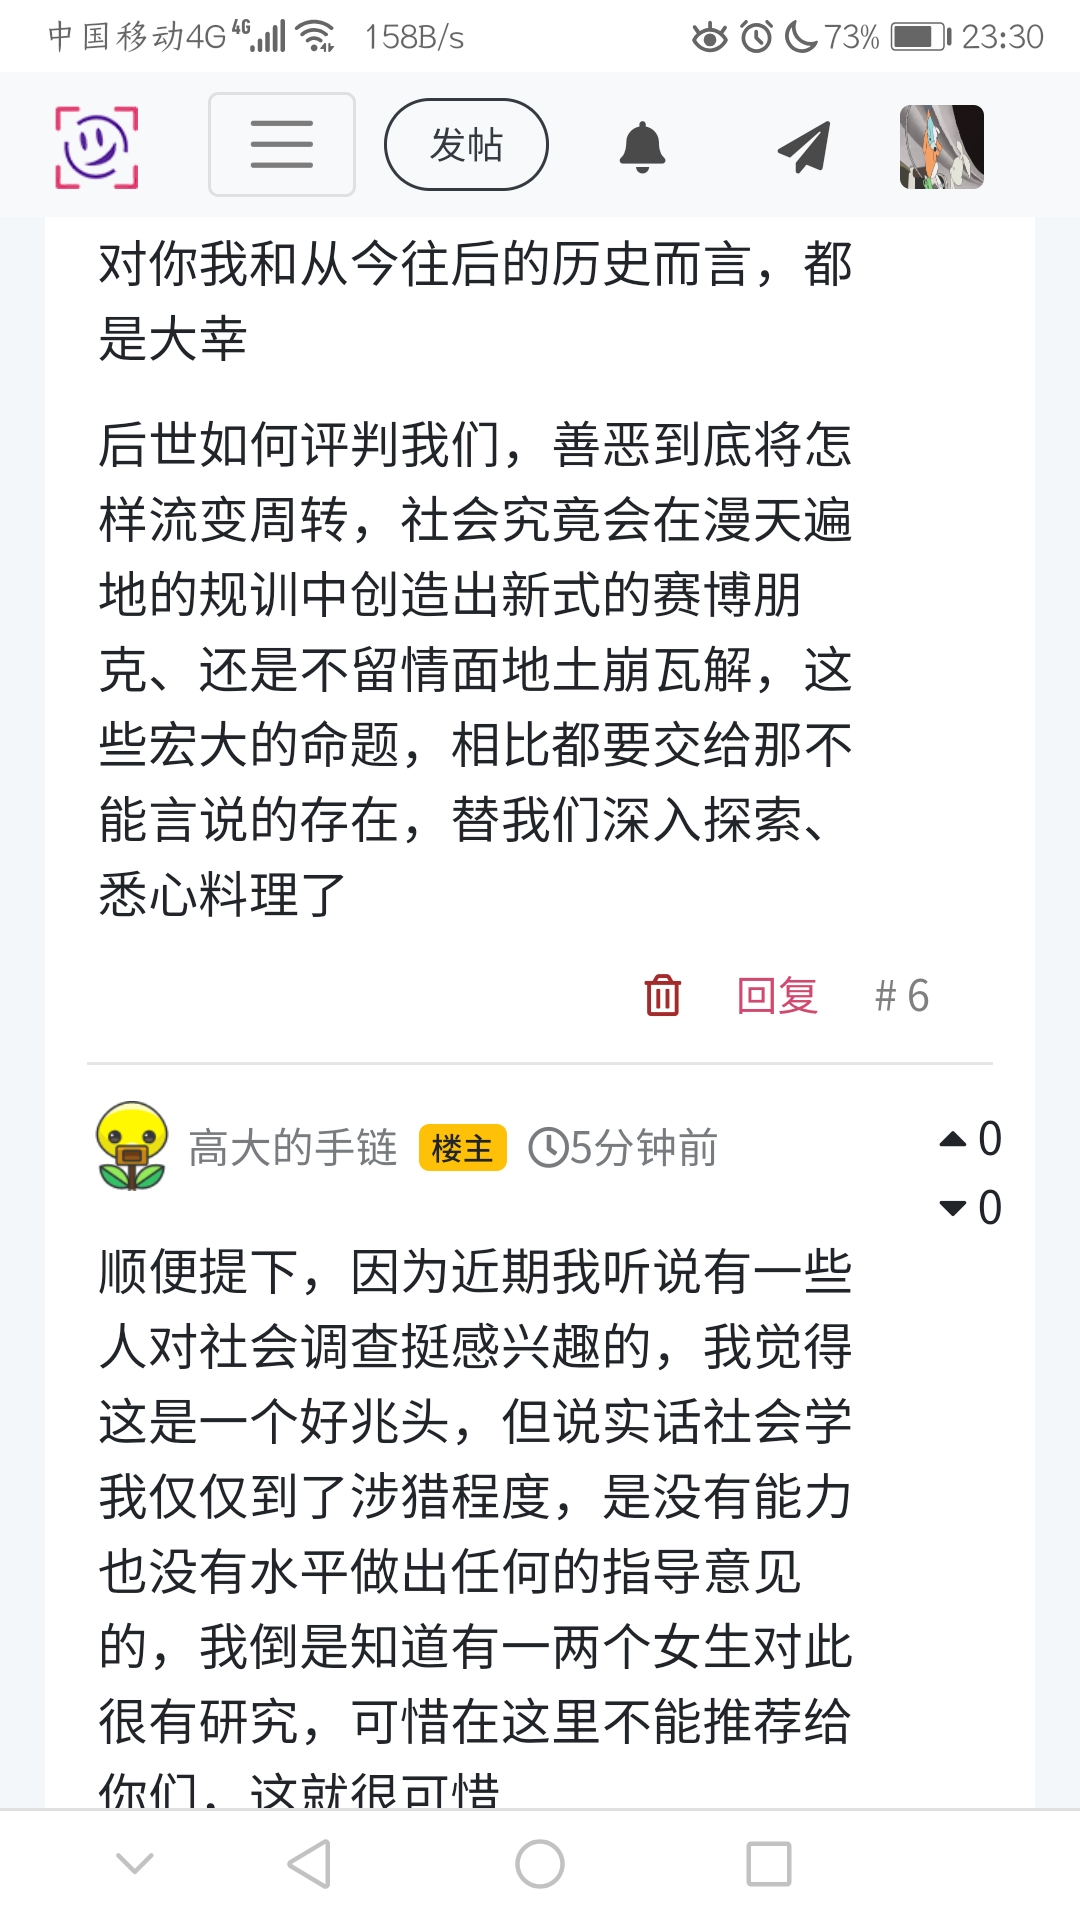 中国移动4G 4G 158B/s 73% 23:30
发帖
对你我和从今往后的历史而言，都
是大幸
后世如何评判我们，善恶到底将怎
样流变周转，社会究竟会在漫天遍
地的规训中创造出新式的赛博朋
克、还是不留情面地土崩瓦解，这
些宏大的命题，相比都要交给那不
能言说的存在，替我们深入探索、
悉心料理了
回复 # 6
高大的手链 楼主 5分钟前
0
0
顺便提下，因为近期我听说有一些
人对社会调查挺感兴趣的，我觉得
这是一个好兆头，但说实话社会学
我仅仅到了涉猎程度，是没有能力
也没有水平做出任何的指导意见
的，我倒是知道有一两个女生对此
很有研究，可惜在这里不能推荐给
你们，这就很可惜